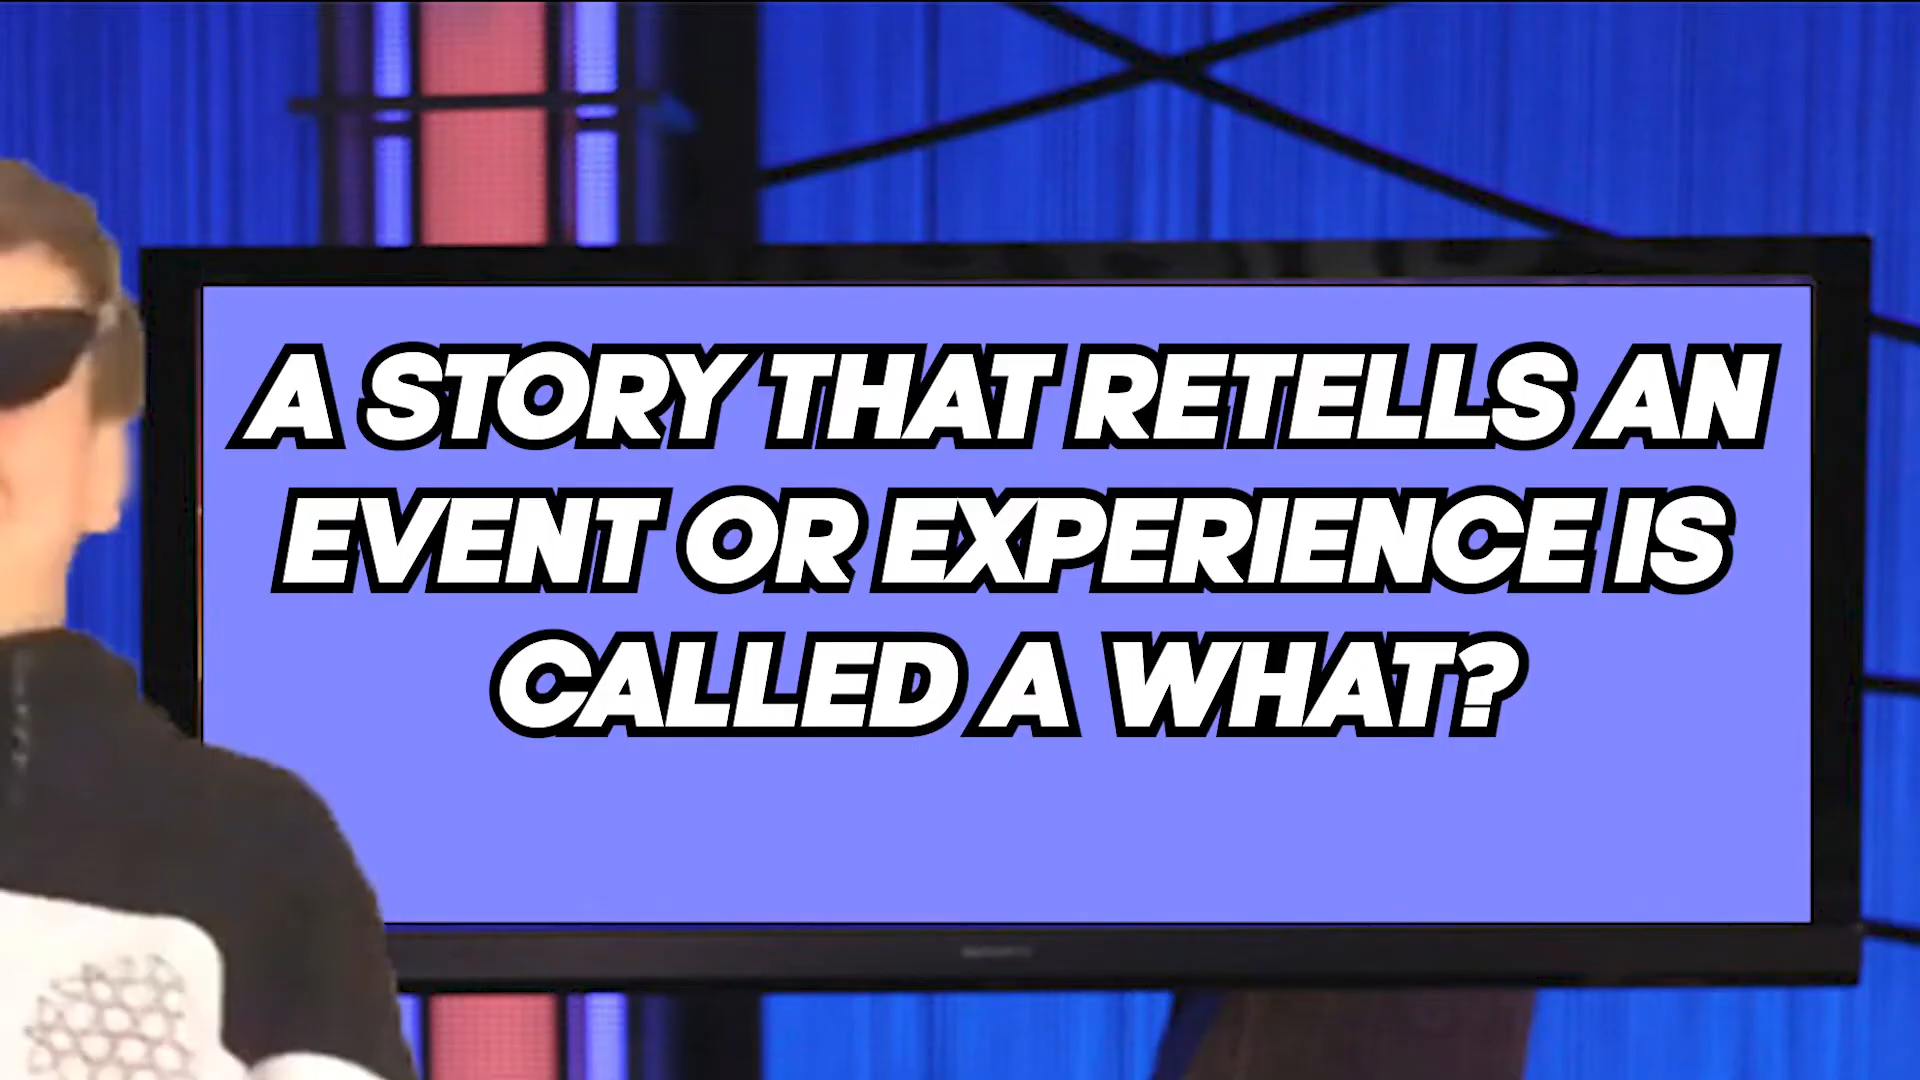 A STORY THAT RETELLS AN
EVENT OR EXPERIENCE IS
CALLED A WHAT?